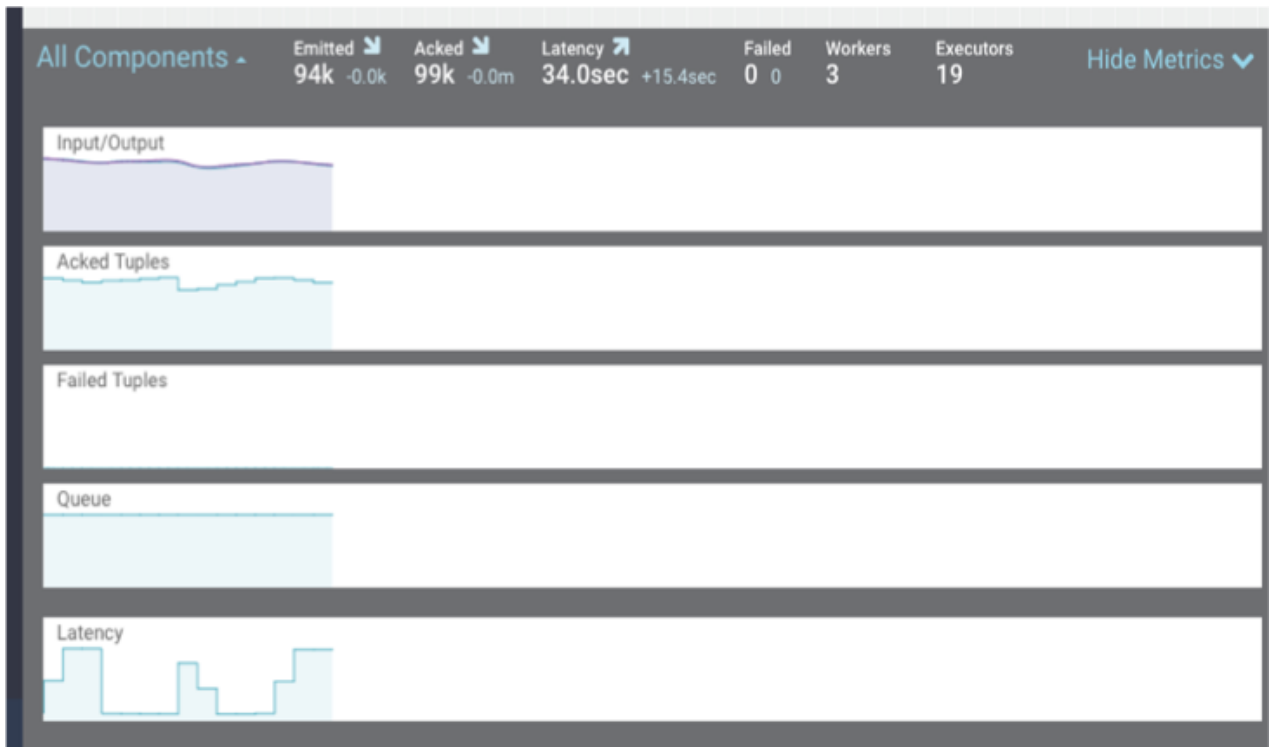 All Components
Emitted Acked Latency Failed Workers Executors
94k -0.0k 99k -0.0m 34.0sec +15.4sec 0 0 3 19
Hide Metrics
Input/Output
Acked Tuples
Failed Tuples
Queue
Latency